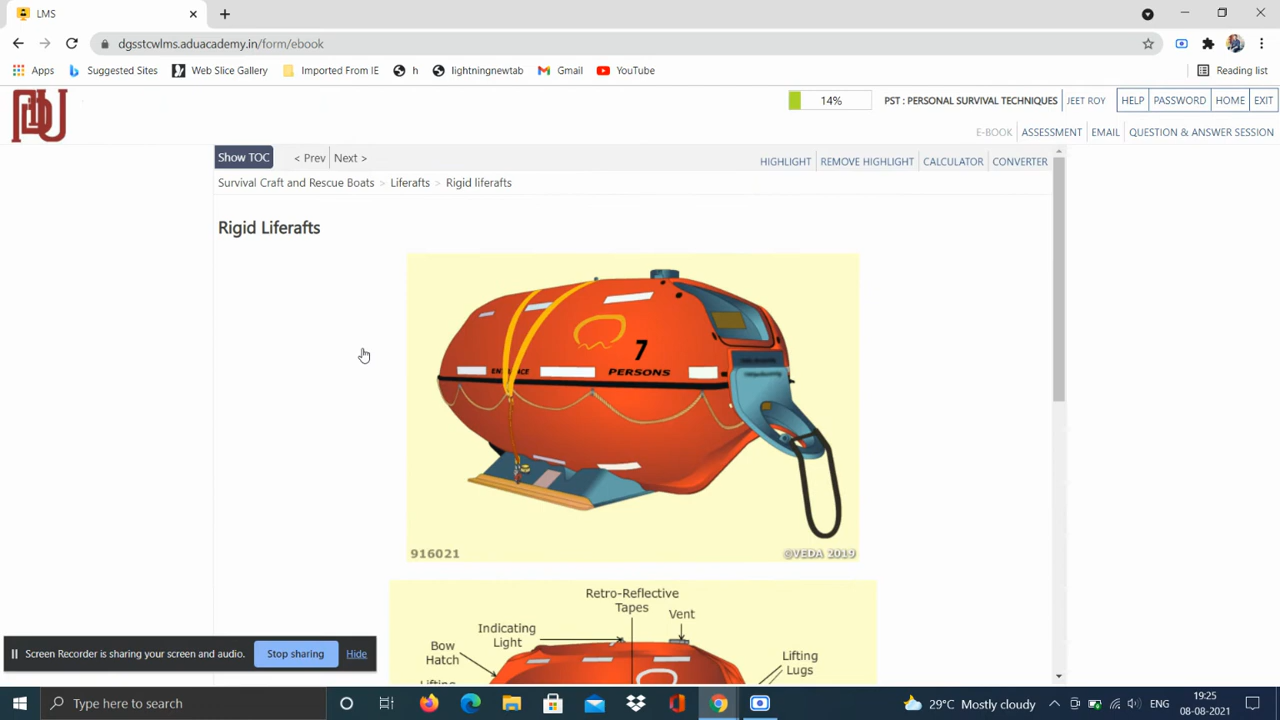 LMS
dgsstcwlms.aduacademy.in/form/ebook
Apps Suggested Sites Web Slice Gallery Imported From IE h lightningnewtab Gmail YouTube Reading list
ADU
14% PST : PERSONAL SURVIVAL TECHNIQUES JEET ROY HELP PASSWORD HOME EXIT
E-BOOK ASSESSMENT EMAIL QUESTION & ANSWER SESSION
Show TOC < Prev Next >
HIGHLIGHT REMOVE HIGHLIGHT CALCULATOR CONVERTER
Survival Craft and Rescue Boats > Liferafts > Rigid liferafts
Rigid Liferafts
7
PERSONS
916021 ©VEDA 2019
Retro-Reflective
Tapes
Vent
Indicating
Light
Bow
Hatch
Lifting
Lugs
Screen Recorder is sharing your screen and audio. Stop sharing Hide
Type here to search
29°C Mostly cloudy ENG 19:25
08-08-2021